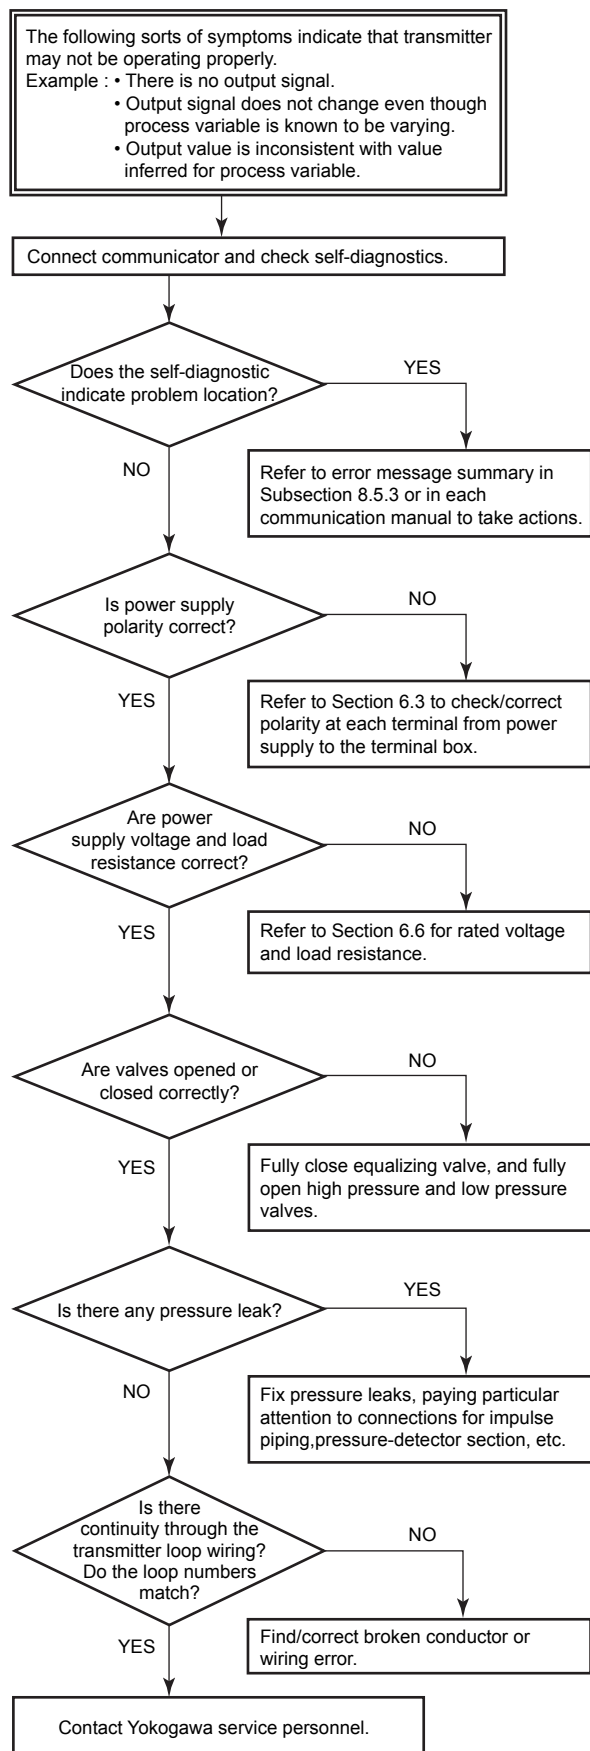 The following sorts of symptoms indicate that transmitter
may not be operating properly.
Example : • There is no output signal.
• Output signal does not change even though
process variable is known to be varying.
• Output value is inconsistent with value
inferred for process variable.
Connect communicator and check self-diagnostics.
Does the self-diagnostic
indicate problem location?
YES
NO
Refer to error message summary in
Subsection 8.5.3 or in each
communication manual to take actions.
Is power supply
polarity correct?
NO
YES
Refer to Section 6.3 to check/correct
polarity at each terminal from power
supply to the terminal box.
Are power
supply voltage and load
resistance correct?
NO
YES
Refer to Section 6.6 for rated voltage
and load resistance.
Are valves opened or
closed correctly?
NO
YES
Fully close equalizing valve, and fully
open high pressure and low pressure
valves.
Is there any pressure leak?
YES
NO
Fix pressure leaks, paying particular
attention to connections for impulse
piping,pressure-detector section, etc.
Is there
continuity through the
transmitter loop wiring?
Do the loop numbers
match?
NO
YES
Find/correct broken conductor or
wiring error.
Contact Yokogawa service personnel.